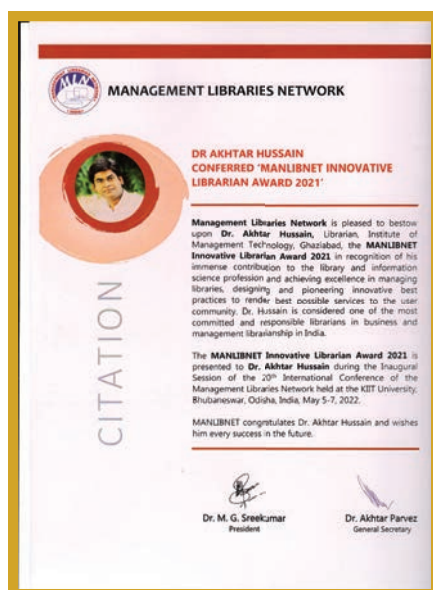 MLN
MANAGEMENT LIBRARIES NETWORK
DR AKHTAR HUSSAIN
CONFERRED ‘MANLIBNET INNOVATIVE
LIBRARIAN AWARD 2021’
Management Libraries Network is pleased to bestow
upon Dr. Akhtar Hussain, Librarian, Institute of
Management Technology, Ghaziabad, the MANLIBNET
Innovative Librarian Award 2021 in recognition of his
immense contribution to the library and information
science profession and achieving excellence in managing
libraries, designing and pioneering innovative best
practices to render best possible services to the user
community. Dr. Hussain is considered one of the most
committed and responsible librarians in business and
management librarianship in India.
The MANLIBNET Innovative Librarian Award 2021 is
presented to Dr. Akhtar Hussain during the Inaugural
Session of the 20th International Conference of the
Management Libraries Network held at the KIIT University,
Bhubaneswar, Odisha, India, May 5-7, 2022.
MANLIBNET congratulates Dr. Akhtar Hussain and wishes
him every success in the future.
CITATION
Dr. M. G. Sreekumar
President
Dr. Akhtar Parvez
General Secretary